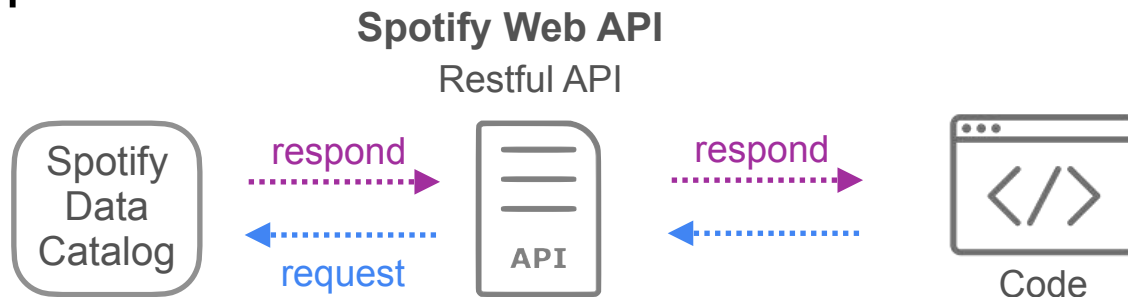 Spotify Web API
Restful API
Spotify
Data
Catalog
respond
request
API
respond
</>
Code